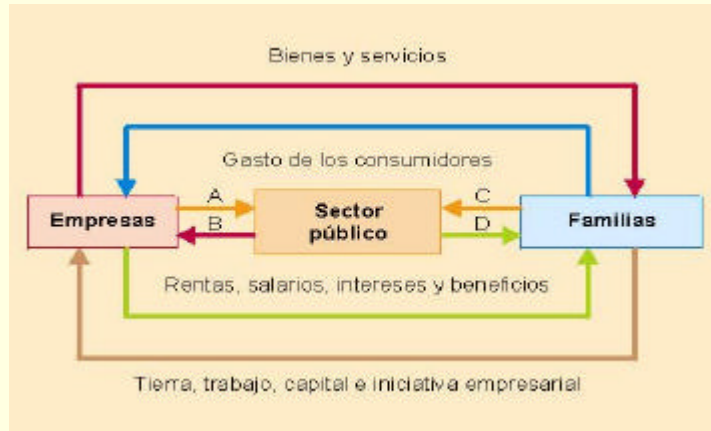 Bienes y servicios
Gasto de los consumidores
A
C
Empresas
Sector
público
Familias
B
D
Rentas, salarios, intereses y beneficios
Tierra, trabajo, capital e iniciativa empresarial